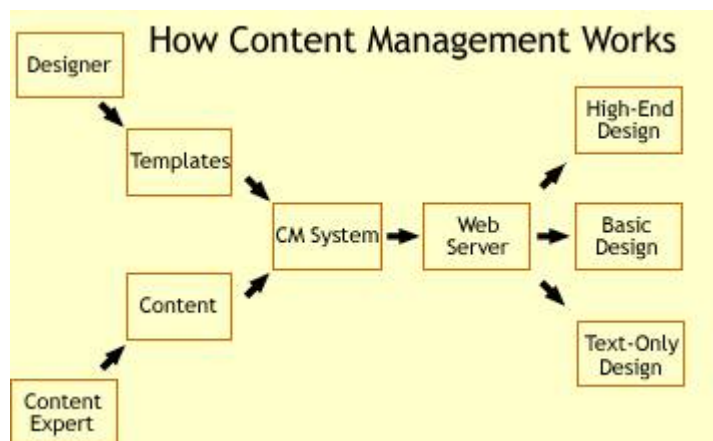 How Content Management Works
Designer
Templates
Content
Content
Expert
CM System
Web
Server
High-End
Design
Basic
Design
Text-Only
Design